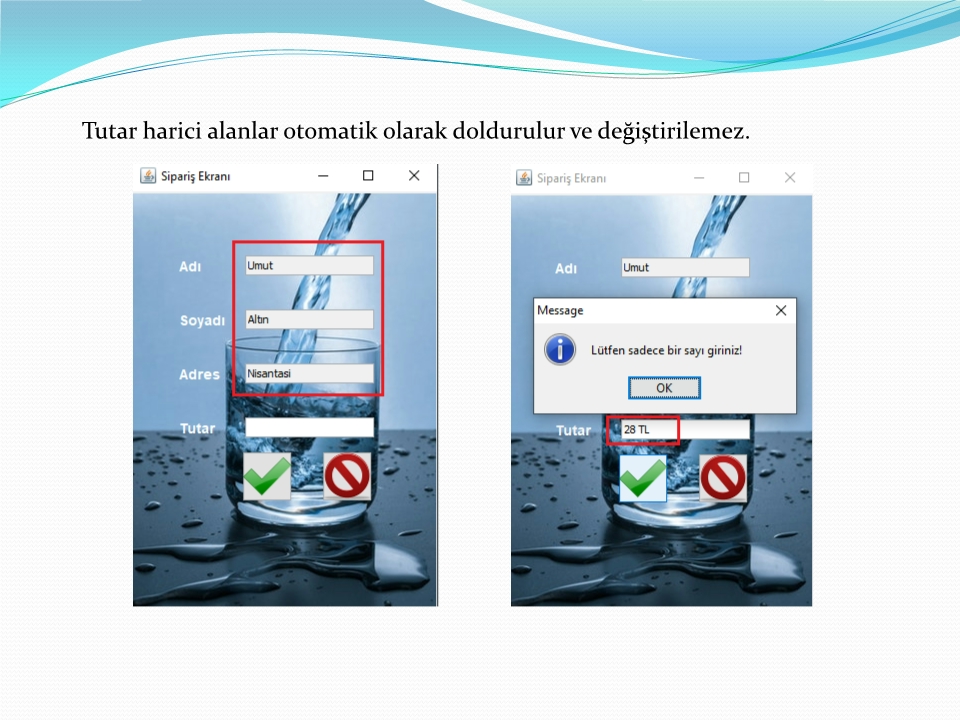 Tutar harici alanlar otomatik olarak doldurulur ve değiştirilemez.
Sipariş Ekranı
Adı Umut
Soyadı Altın
Adres Nisantasi
Tutar
Sipariş Ekranı
Adı Umut
Message
Lütfen sadece bir sayı giriniz!
OK
Tutar 28 TL